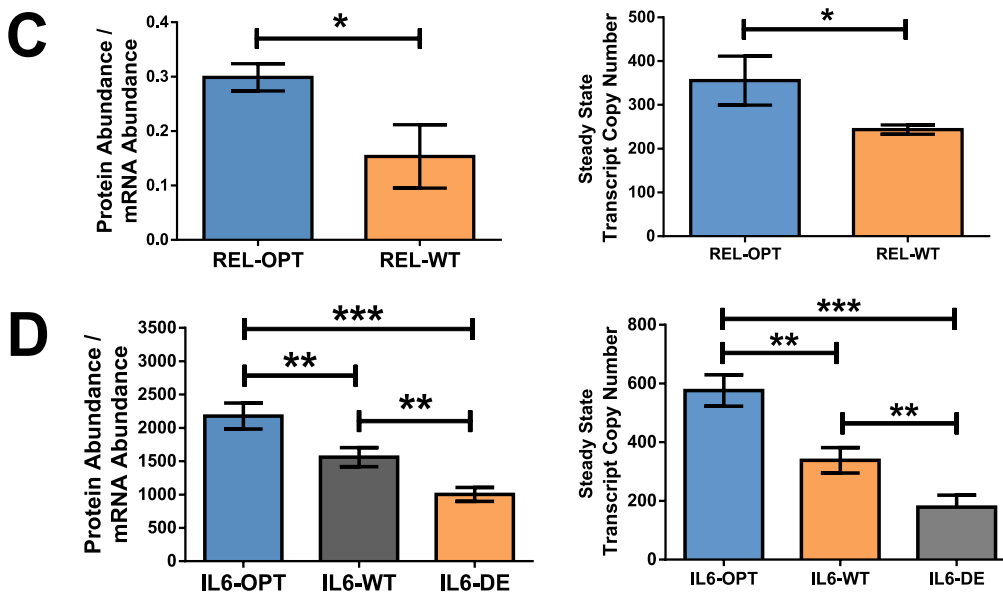 C
Protein Abundance /
mRNA Abundance
0.4
0.3
0.2
0.1
0.0
*
REL-OPT REL-WT
Steady State
Transcript Copy Number
500
400
300
200
100
0
*
REL-OPT REL-WT
D
Protein Abundance /
mRNA Abundance
3500
3000
2500
2000
1500
1000
500
0
***
**
**
IL6-OPT IL6-WT IL6-DE
Steady State
Transcript Copy Number
800
600
400
200
0
***
**
**
IL6-OPT IL6-WT IL6-DE